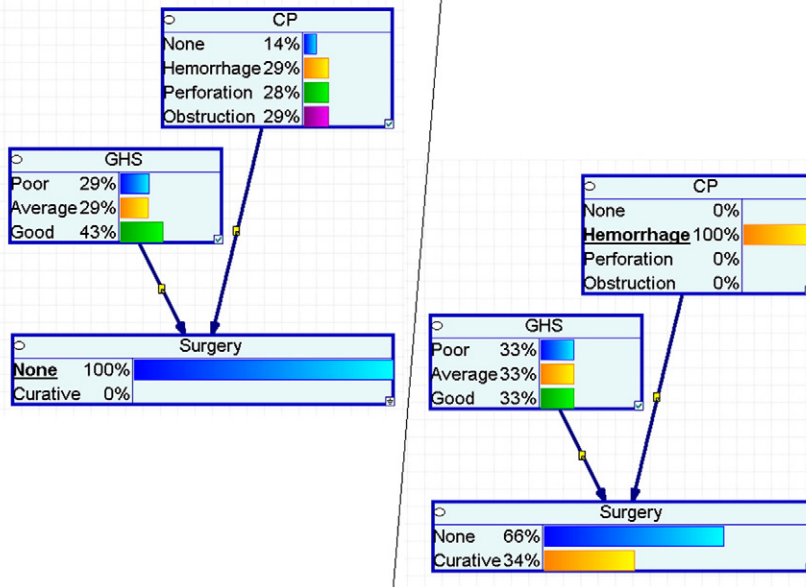 CP
None 14%
Hemorrhage 29%
Perforation 28%
Obstruction 29%
GHS
Poor 29%
Average 29%
Good 43%
Surgery
None 100%
Curative 0%
CP
None 0%
Hemorrhage 100%
Perforation 0%
Obstruction 0%
GHS
Poor 33%
Average 33%
Good 33%
Surgery
None 66%
Curative 34%